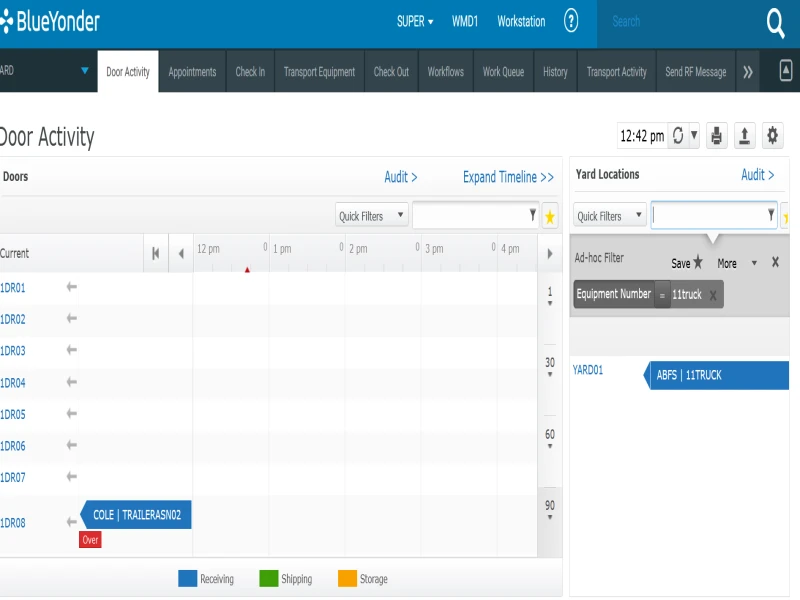 BlueYonder
SUPER WMD1 Workstation ? Search
ARD Door Activity Appointments Check In Transport Equipment Check Out Workflows Work Queue History Transport Activity Send RF Message
Door Activity
12:42 pm
Doors Audit > Expand Timeline >>
Quick Filters
Current 12 pm 0 1 pm 0 2 pm 0 3 pm 0 4 pm
1DR01
1DR02
1DR03
1DR04
1DR05
1DR06
1DR07
1DR08 COLE | TRAILERASN02
Over
1
30
60
90
Receiving Shipping Storage
Yard Locations Audit >
Quick Filters
Ad-hoc Filter Save More
Equipment Number = 11truck x
YARD01 ABFS | 11TRUCK